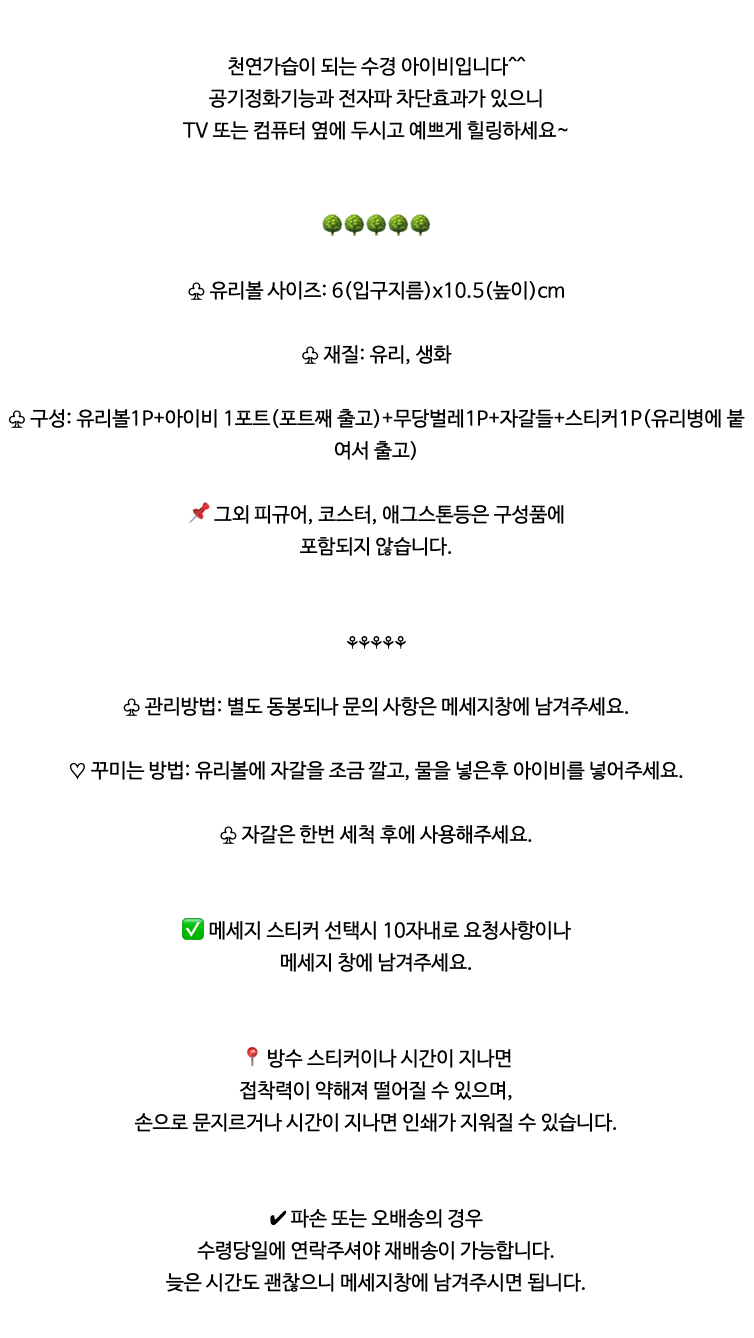 천연가습이 되는 수경 아이비입니다^^
공기정화기능과 전자파 차단효과가 있으니
TV 또는 컴퓨터 옆에 두시고 예쁘게 힐링하세요~
🌳🌳🌳🌳🌳
♧ 유리볼 사이즈: 6(입구지름)x10.5(높이)cm
♧ 재질: 유리, 생화
♧ 구성: 유리볼1P+아이비 1포트(포트째 출고)+무당벌레1P+자갈들+스티커1P(유리병에 붙
여서 출고)
📌 그외 피규어, 코스터, 애그스톤등은 구성품에
포함되지 않습니다.
⚘⚘⚘⚘⚘
♧ 관리방법: 별도 동봉되나 문의 사항은 메세지창에 남겨주세요.
♡ 꾸미는 방법: 유리볼에 자갈을 조금 깔고, 물을 넣은후 아이비를 넣어주세요.
♧ 자갈은 한번 세척 후에 사용해주세요.
✅ 메세지 스티커 선택시 10자내로 요청사항이나
메세지 창에 남겨주세요.
📍 방수 스티커이나 시간이 지나면
접착력이 약해져 떨어질 수 있으며,
손으로 문지르거나 시간이 지나면 인쇄가 지워질 수 있습니다.
✔ 파손 또는 오배송의 경우
수령당일에 연락주셔야 재배송이 가능합니다.
늦은 시간도 괜찮으니 메세지창에 남겨주시면 됩니다.